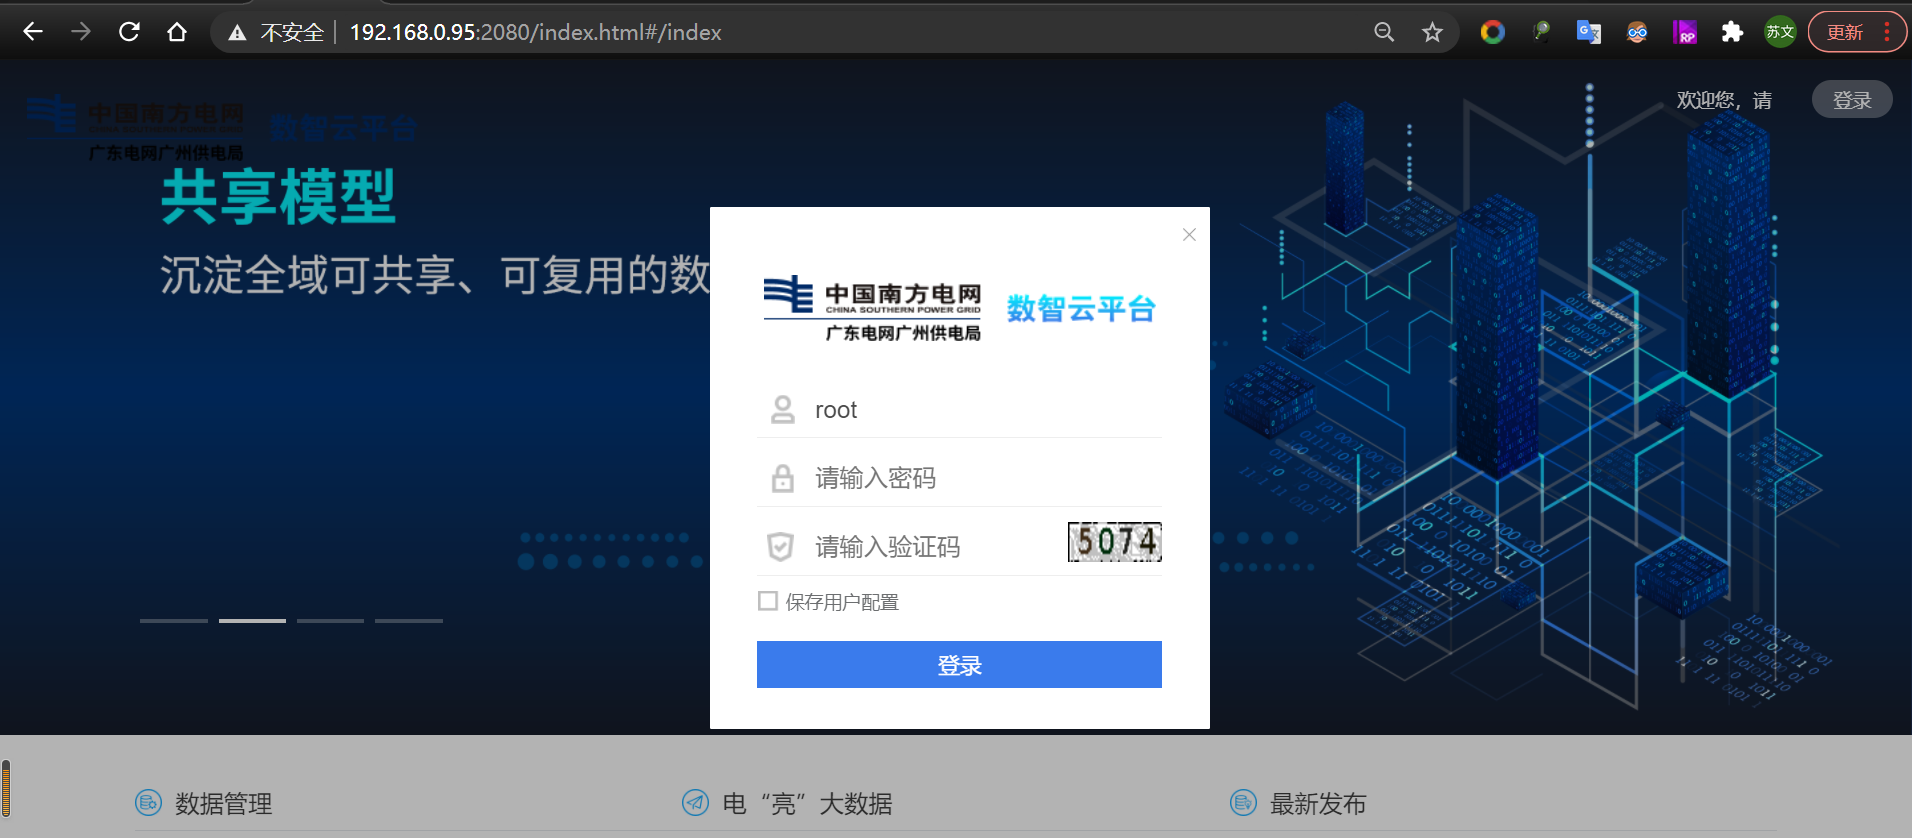 不安全 192.168.0.95:2080/index.html#/index
苏文
更新
中国南方电网
CHINA SOUTHERN POWER GRID
广东电网广州供电局
数智云平台
欢迎您，请
登录
共享模型
沉淀全域可共享、可复用的数
中国南方电网
CHINA SOUTHERN POWER GRID
广东电网广州供电局
数智云平台
root
请输入密码
请输入验证码
5074
保存用户配置
登录
数据管理
电“亮”大数据
最新发布